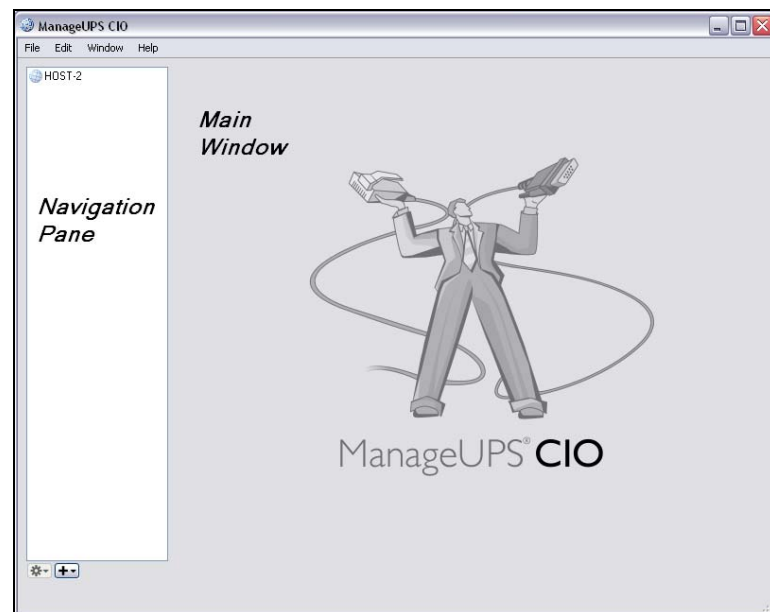 ManageUPS CIO
File Edit Window Help
HOST-2
Main
Window
Navigation
Pane
ManageUPS® CIO